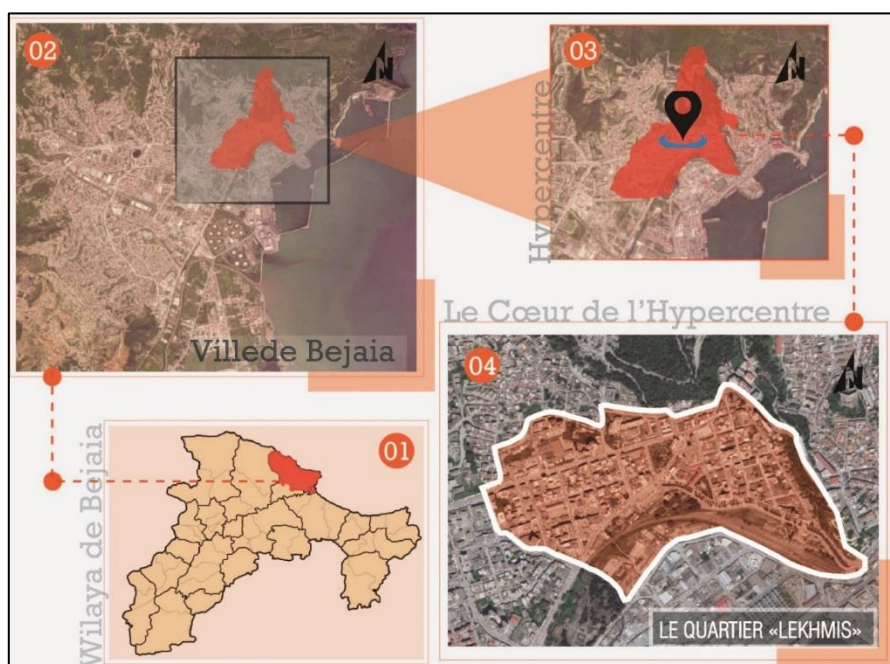 02
N
Villede Bejaia
03
N
Hypercentre
Le Cœur de l'Hypercentre
01
Wilaya de Bejaia
04
N
LE QUARTIER «LEKHMIS»